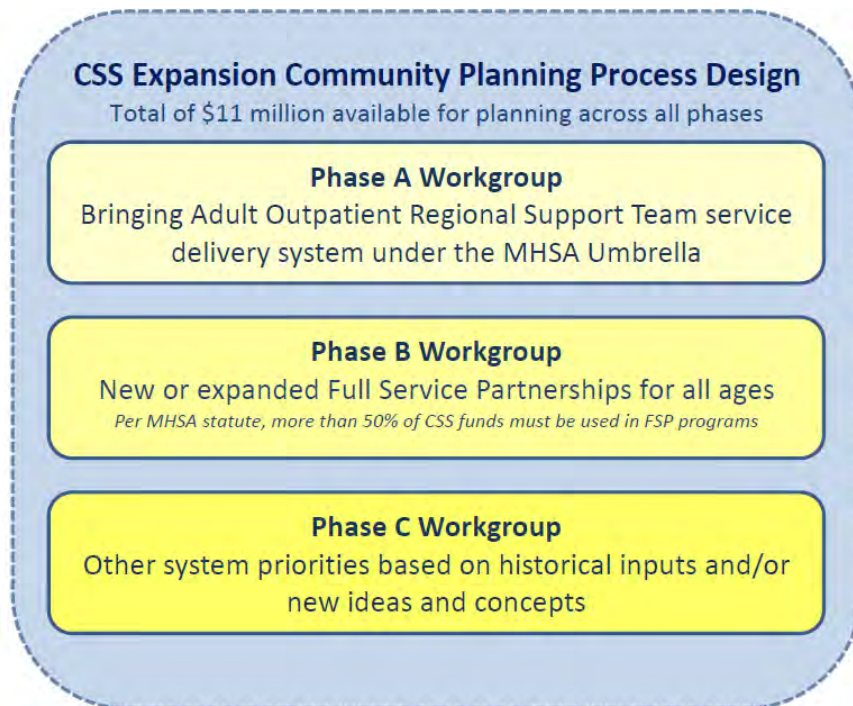 CSS Expansion Community Planning Process Design
Total of $11 million available for planning across all phases
Phase A Workgroup
Bringing Adult Outpatient Regional Support Team service
delivery system under the MHSA Umbrella
Phase B Workgroup
New or expanded Full Service Partnerships for all ages
Per MHSA statute, more than 50% of CSS funds must be used in FSP programs
Phase C Workgroup
Other system priorities based on historical inputs and/or
new ideas and concepts